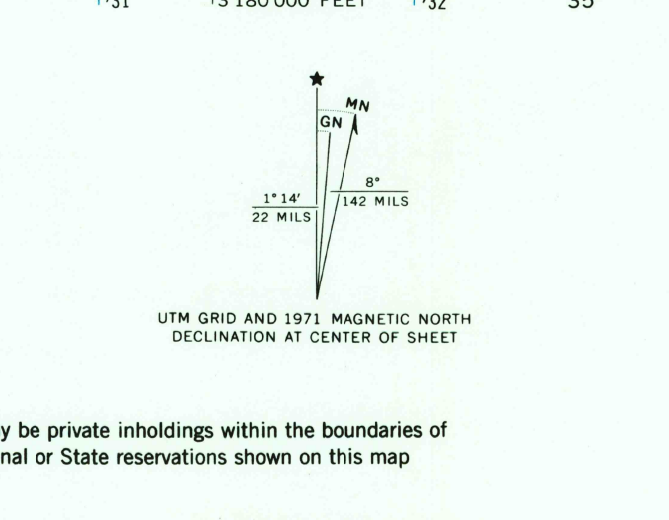 '31 3 180 000 FEET '32 35
MN
GN
8°
1° 14'
142 MILS
22 MILS
UTM GRID AND 1971 MAGNETIC NORTH
DECLINATION AT CENTER OF SHEET
y be private inholdings within the boundaries of
nal or State reservations shown on this map